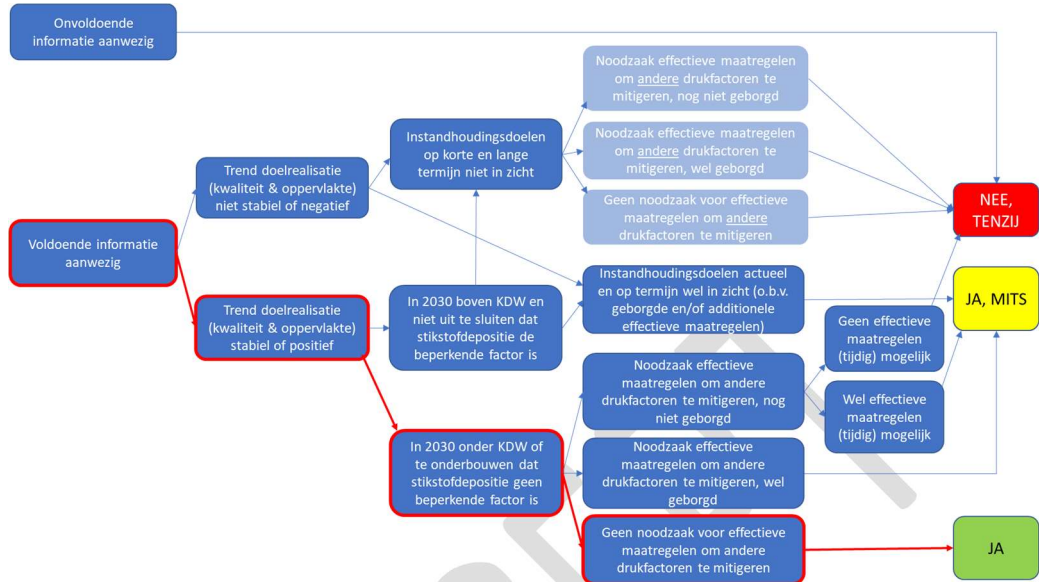 Onvoldoende
informatie aanwezig
Noodzaak effectieve maatregelen
om andere drukfactoren te
mitigeren, nog niet geborgd
Instandhoudingsdoelen
op korte en lange
termijn niet in zicht
Noodzaak effectieve maatregelen
om andere drukfactoren te
mitigeren, wel geborgd
Trend doelrealisatie
(kwaliteit & oppervlakte)
niet stabiel of negatief
Geen noodzaak voor effectieve
maatregelen om andere
drukfactoren te mitigeren
NEE,
TENZIJ
Voldoende informatie
aanwezig
Trend doelrealisatie
(kwaliteit & oppervlakte)
stabiel of positief
In 2030 boven KDW en
niet uit te sluiten dat
stikstofdepositie de
beperkende factor is
Instandhoudingsdoelen actueel
en op termijn wel in zicht (o.b.v.
geborgde en/of additionele
effectieve maatregelen)
JA, MITS
Geen effectieve
maatregelen
(tijdig) mogelijk
Noodzaak effectieve
maatregelen om andere
drukfactoren te mitigeren, nog
niet geborgd
Wel effectieve
maatregelen
(tijdig) mogelijk
In 2030 onder KDW of
te onderbouwen dat
stikstofdepositie geen
beperkende factor is
Noodzaak effectieve
maatregelen om andere
drukfactoren te mitigeren, wel
geborgd
Geen noodzaak voor effectieve
maatregelen om andere
drukfactoren te mitigeren
JA